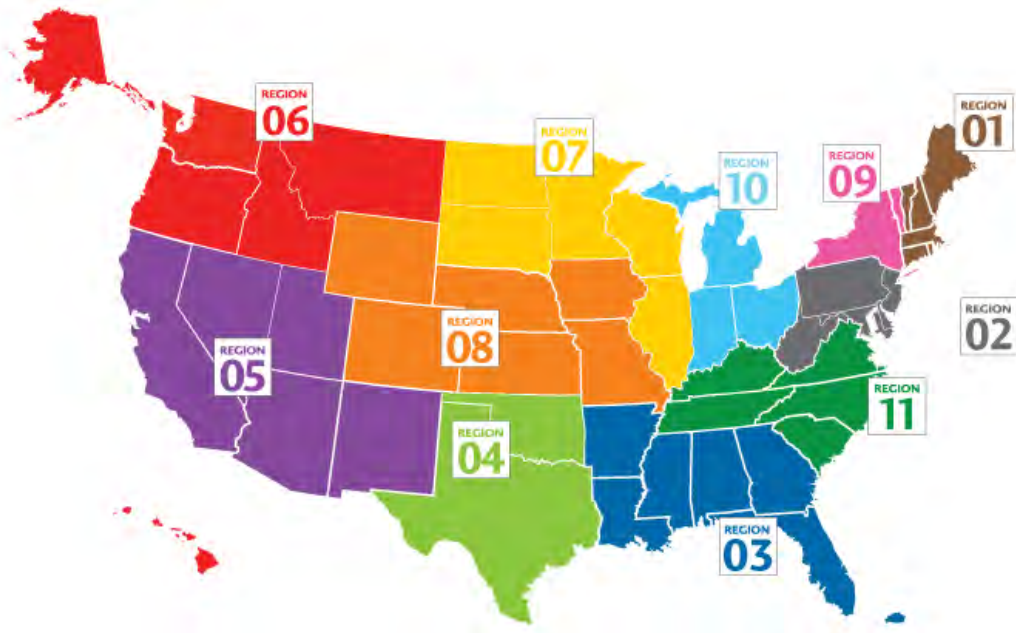 REGION
06
REGION
07
REGION
10
REGION
09
REGION
01
REGION
02
REGION
08
REGION
05
REGION
11
REGION
04
REGION
03